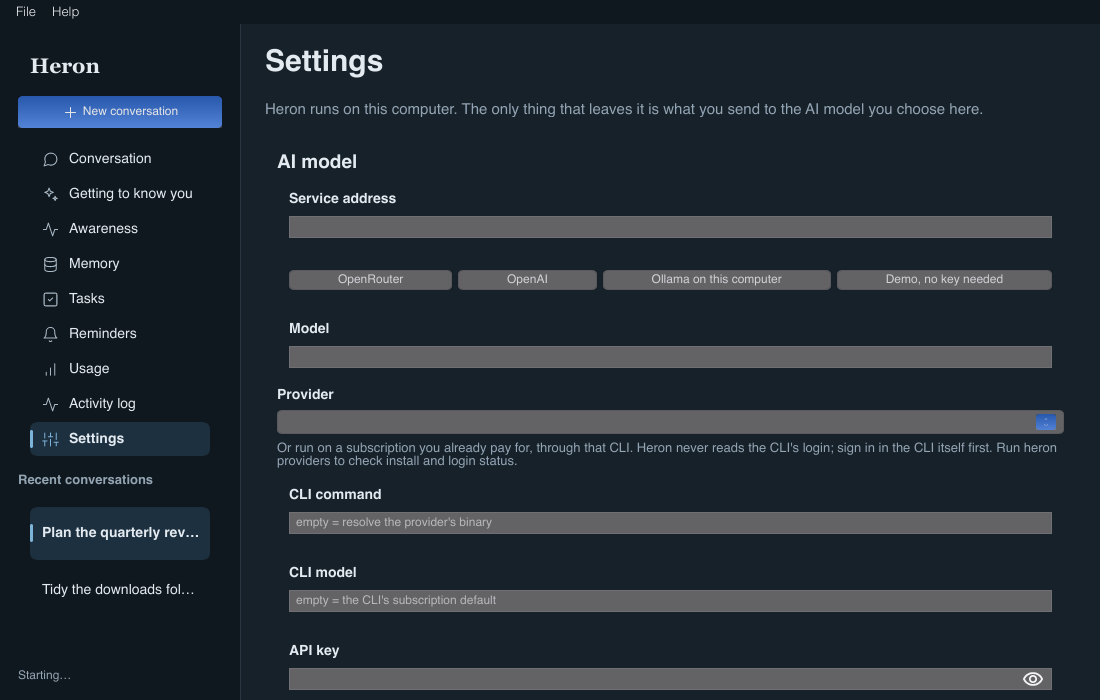 File Help
Heron
New conversation
Conversation
Getting to know you
Awareness
Memory
Tasks
Reminders
Usage
Activity log
Settings
Recent conversations
Plan the quarterly rev…
Tidy the downloads fol…
Starting…
Settings
Heron runs on this computer. The only thing that leaves it is what you send to the AI model you choose here.
AI model
Service address
OpenRouter OpenAI Ollama on this computer Demo, no key needed
Model
Provider
Or run on a subscription you already pay for, through that CLI. Heron never reads the CLI's login; sign in in the CLI itself first. Run heron
providers to check install and login status.
CLI command
empty = resolve the provider's binary
CLI model
empty = the CLI's subscription default
API key